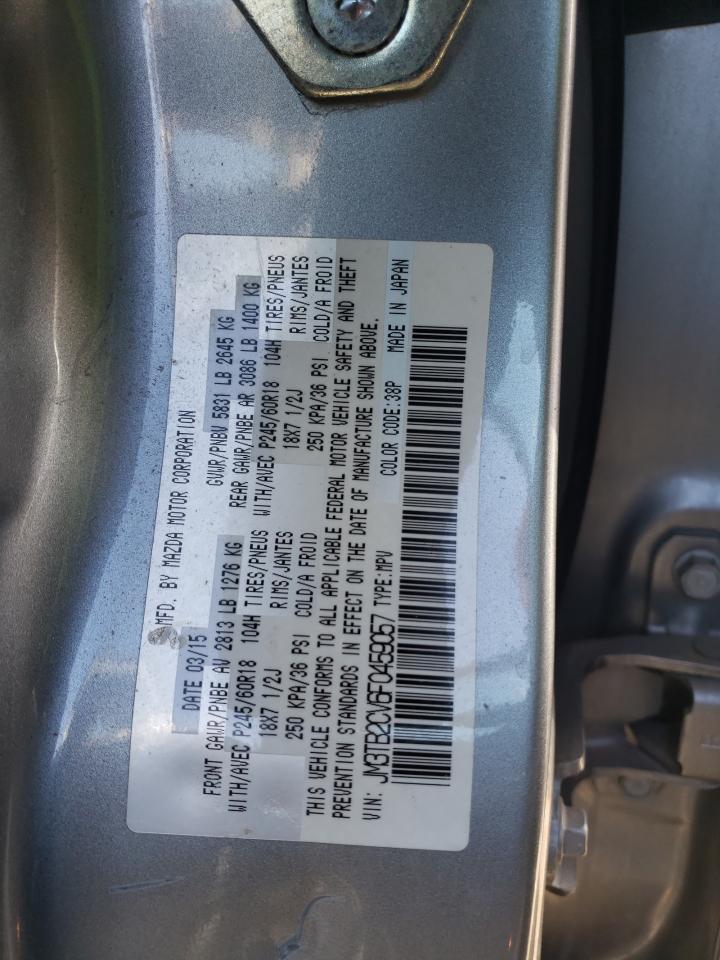 MFD. BY MAZDA MOTOR CORPORATION
DATE 03/15 GVWR/PNBV 5831 LB 2645 KG
FRONT GAWR/PNBE AV 2813 LB 1276 KG REAR GAWR/PNBE AR 3086 LB 1400 KG
WITH/AVEC P245/60R18 104H TIRES/PNEUS WITH/AVEC P245/60R18 104H TIRES/PNEUS
18X7 1/2J RIMS/JANTES 18X7 1/2J RIMS/JANTES
250 KPA/36 PSI COLD/A FROID 250 KPA/36 PSI COLD/A FROID
THIS VEHICLE CONFORMS TO ALL APPLICABLE FEDERAL MOTOR VEHICLE SAFETY AND THEFT
PREVENTION STANDARDS IN EFFECT ON THE DATE OF MANUFACTURE SHOWN ABOVE.
VIN: JM3TB2CV6F0459057 TYPE:MPV COLOR CODE:38P MADE IN JAPAN